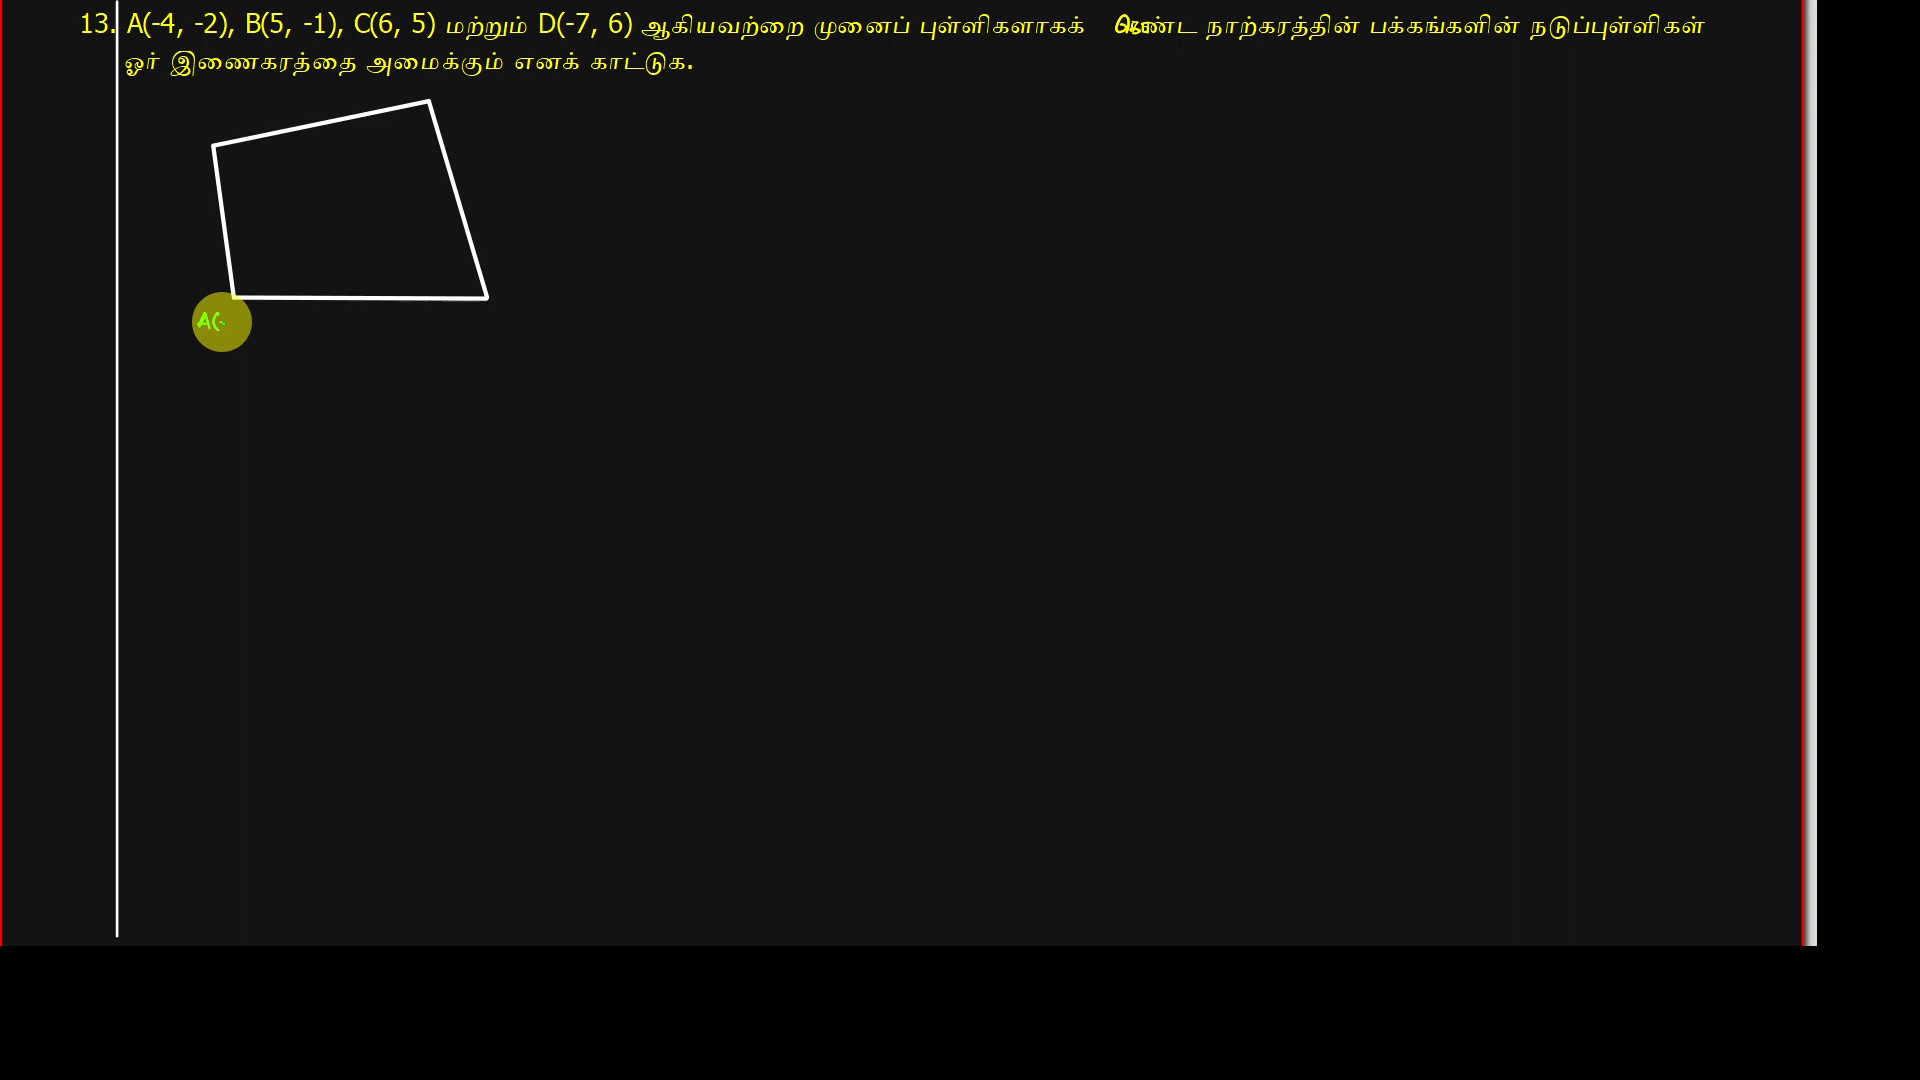 13. A(-4, -2), B(5, -1), C(6, 5) மற்றும் D(-7, 6) ஆகியவற்றை முனைப் புள்ளிகளாகக் கொண்ட நாற்கரத்தின் பக்கங்களின் நடுப்புள்ளிகள்
ஓர் இணைகரத்தை அமைக்கும் எனக் காட்டுக.
A(-